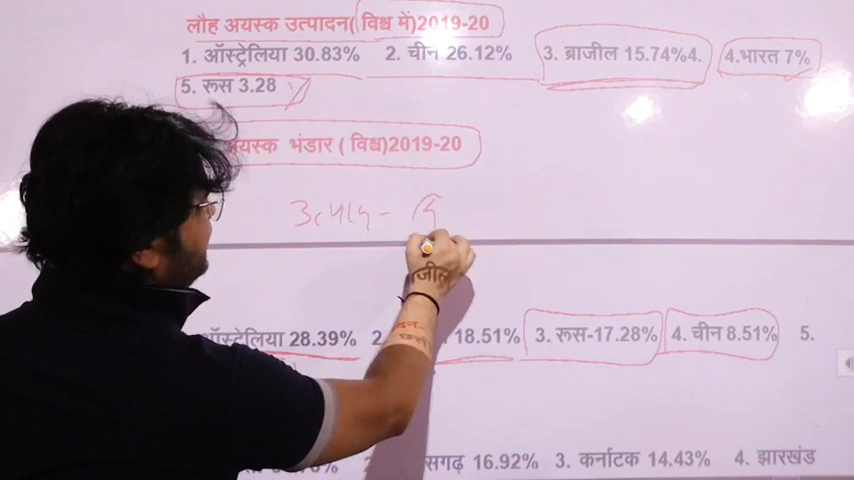 लौह अयस्क उत्पादन( विश्व में)2019-20
1. ऑस्ट्रेलिया 30.83% 2. चीन 26.12% 3. ब्राजील 15.74%4. 4.भारत 7%
5. रूस 3.28
अयस्क भंडार ( विश्व)2019-20
ऑस्ट्रेलिया 28.39% 2 18.51% 3. रूस-17.28% 4. चीन 8.51% 5.
16.92% 3. कर्नाटक 14.43% 4. झारखंड